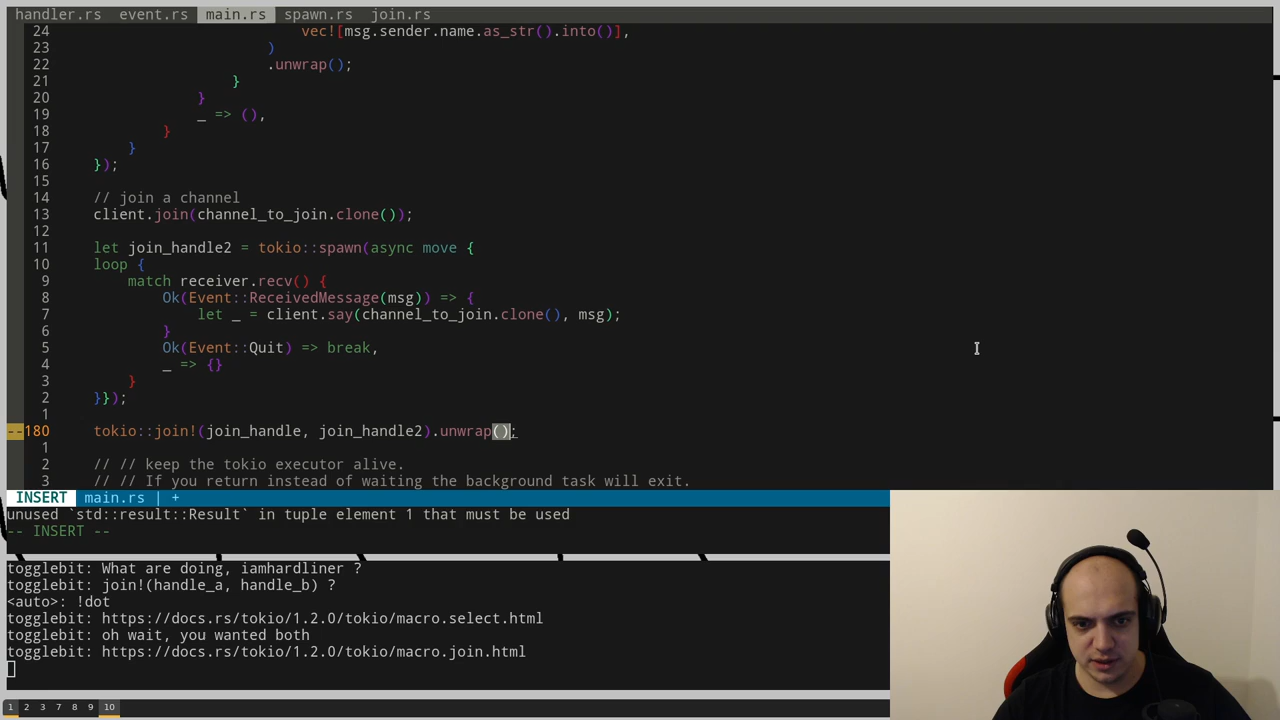 handler.rs event.rs main.rs spawn.rs join.rs
24 vec![msg.sender.name.as_str().into()],
23 )
22 .unwrap();
21 }
20 }
19 _ => (),
18 }
17 }
16 });
15
14 // join a channel
13 client.join(channel_to_join.clone());
12
11 let join_handle2 = tokio::spawn(async move {
10 loop {
9 match receiver.recv() {
8 Ok(Event::ReceivedMessage(msg)) => {
7 let _ = client.say(channel_to_join.clone(), msg);
6 }
5 Ok(Event::Quit) => break,
4 _ => {}
3 }
2 }});
1
--180 tokio::join!(join_handle, join_handle2).unwrap();
1
2 // // keep the tokio executor alive.
3 // // If you return instead of waiting the background task will exit.
INSERT main.rs | +
unused `std::result::Result` in tuple element 1 that must be used
-- INSERT --
togglebit: What are doing, iamhardliner ?
togglebit: join!(handle_a, handle_b) ?
<auto>: !dot
togglebit: https://docs.rs/tokio/1.2.0/tokio/macro.select.html
togglebit: oh wait, you wanted both
togglebit: https://docs.rs/tokio/1.2.0/tokio/macro.join.html
1 2 3 7 8 9 10